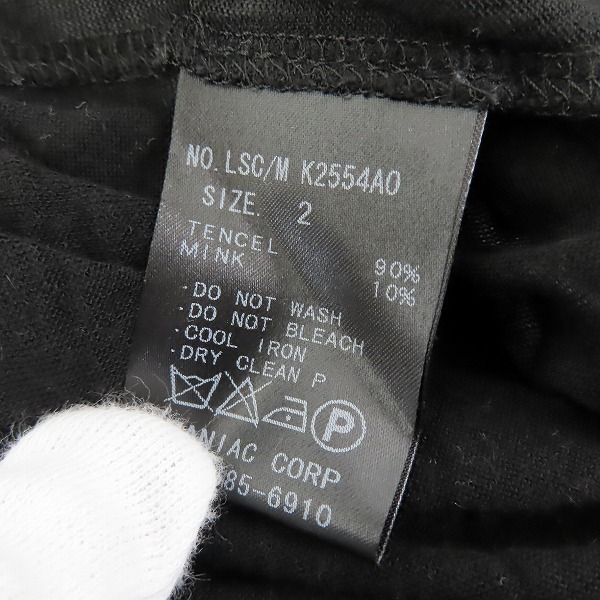 NO. LSC/M K2554AO
SIZE. 2
TENCEL 90%
MINK 10%
・DO NOT WASH
・DO NOT BLEACH
・COOL IRON
・DRY CLEAN P
P
NIAC CORP
85-6910